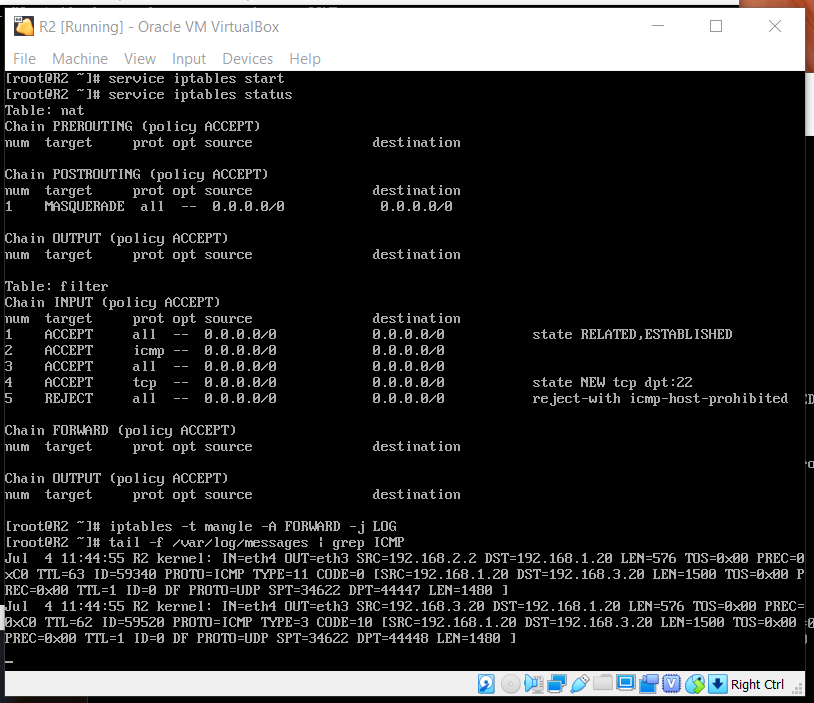 R2 [Running] - Oracle VM VirtualBox
File Machine View Input Devices Help
[root@R2 ~]# service iptables start
[root@R2 ~]# service iptables status
Table: nat
Chain PREROUTING (policy ACCEPT)
num  target     prot opt source               destination
Chain POSTROUTING (policy ACCEPT)
num  target     prot opt source               destination
1    MASQUERADE  all  --  0.0.0.0/0            0.0.0.0/0
Chain OUTPUT (policy ACCEPT)
num  target     prot opt source               destination
Table: filter
Chain INPUT (policy ACCEPT)
num  target     prot opt source               destination
1    ACCEPT     all  --  0.0.0.0/0            0.0.0.0/0           state RELATED,ESTABLISHED
2    ACCEPT     icmp --  0.0.0.0/0            0.0.0.0/0
3    ACCEPT     all  --  0.0.0.0/0            0.0.0.0/0
4    ACCEPT     tcp  --  0.0.0.0/0            0.0.0.0/0           state NEW tcp dpt:22
5    REJECT     all  --  0.0.0.0/0            0.0.0.0/0           reject-with icmp-host-prohibited
Chain FORWARD (policy ACCEPT)
num  target     prot opt source               destination
Chain OUTPUT (policy ACCEPT)
num  target     prot opt source               destination
[root@R2 ~]# iptables -t mangle -A FORWARD -j LOG
[root@R2 ~]# tail -f /var/log/messages | grep ICMP
Jul  4 11:44:55 R2 kernel: IN=eth4 OUT=eth3 SRC=192.168.2.2 DST=192.168.1.20 LEN=576 TOS=0x00 PREC=0
xC0 TTL=63 ID=59340 PROTO=ICMP TYPE=11 CODE=0 [SRC=192.168.1.20 DST=192.168.3.20 LEN=1500 TOS=0x00 P
REC=0x00 TTL=1 ID=0 DF PROTO=UDP SPT=34622 DPT=44447 LEN=1480 ]
Jul  4 11:44:55 R2 kernel: IN=eth4 OUT=eth3 SRC=192.168.3.20 DST=192.168.1.20 LEN=576 TOS=0x00 PREC=
0xC0 TTL=62 ID=59520 PROTO=ICMP TYPE=3 CODE=10 [SRC=192.168.1.20 DST=192.168.3.20 LEN=1500 TOS=0x00
PREC=0x00 TTL=1 ID=0 DF PROTO=UDP SPT=34622 DPT=44448 LEN=1480 ]
Right Ctrl